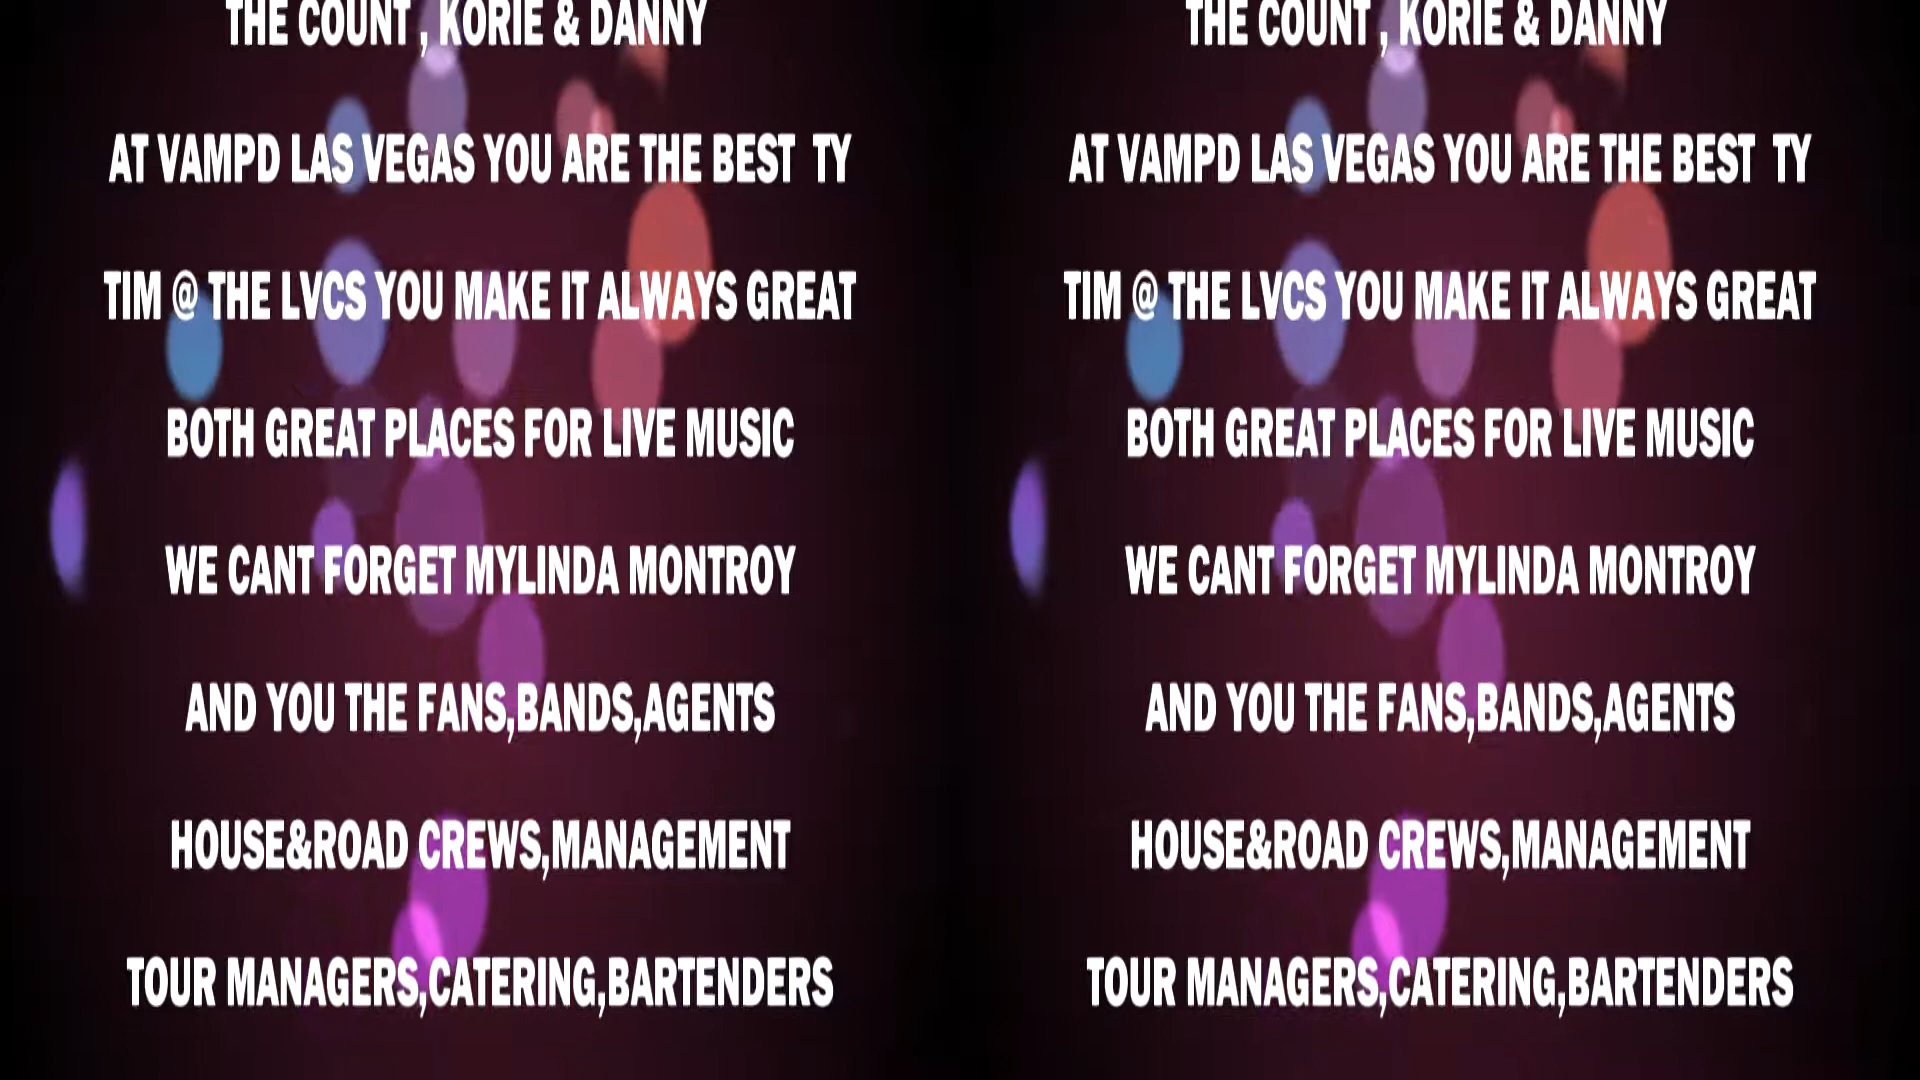 THE COUNT , KORIE & DANNY
AT VAMPD LAS VEGAS YOU ARE THE BEST  TY
TIM @ THE LVCS YOU MAKE IT ALWAYS GREAT
BOTH GREAT PLACES FOR LIVE MUSIC
WE CANT FORGET MYLINDA MONTROY
AND YOU THE FANS,BANDS,AGENTS
HOUSE&ROAD CREWS,MANAGEMENT
TOUR MANAGERS,CATERING,BARTENDERS
THE COUNT , KORIE & DANNY
AT VAMPD LAS VEGAS YOU ARE THE BEST  TY
TIM @ THE LVCS YOU MAKE IT ALWAYS GREAT
BOTH GREAT PLACES FOR LIVE MUSIC
WE CANT FORGET MYLINDA MONTROY
AND YOU THE FANS,BANDS,AGENTS
HOUSE&ROAD CREWS,MANAGEMENT
TOUR MANAGERS,CATERING,BARTENDERS